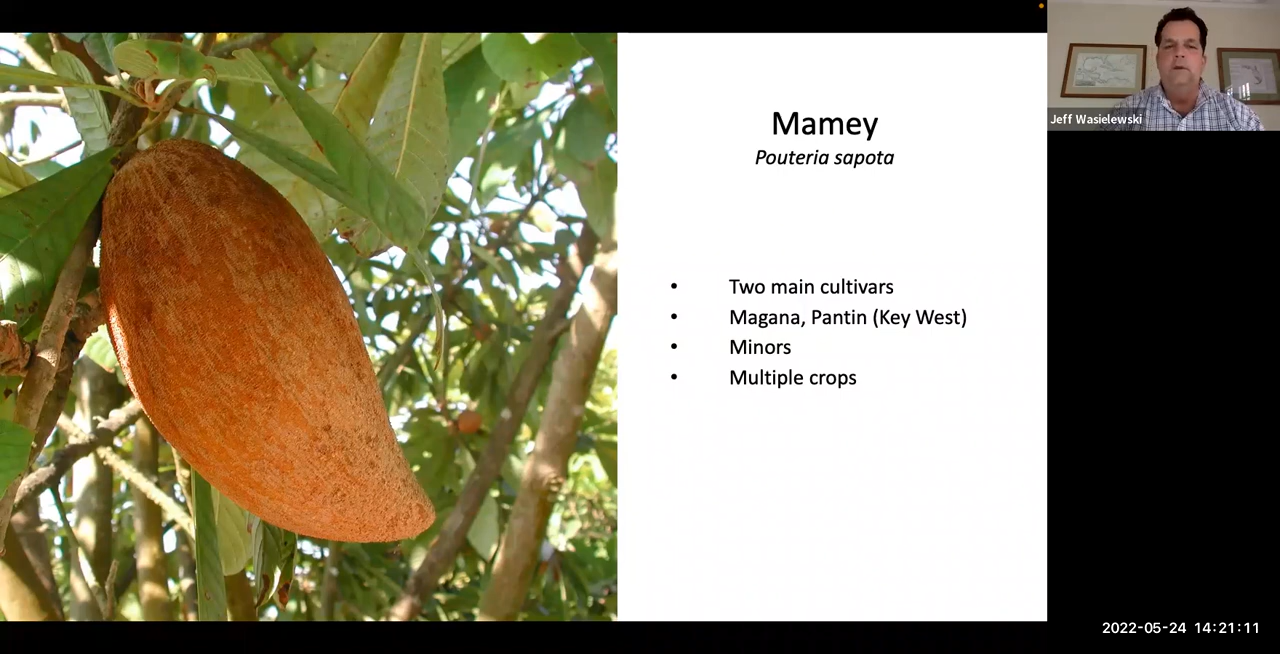 Mamey
Pouteria sapota
• Two main cultivars
• Magana, Pantin (Key West)
• Minors
• Multiple crops
Jeff Wasielewski
2022-05-24 14:21:11